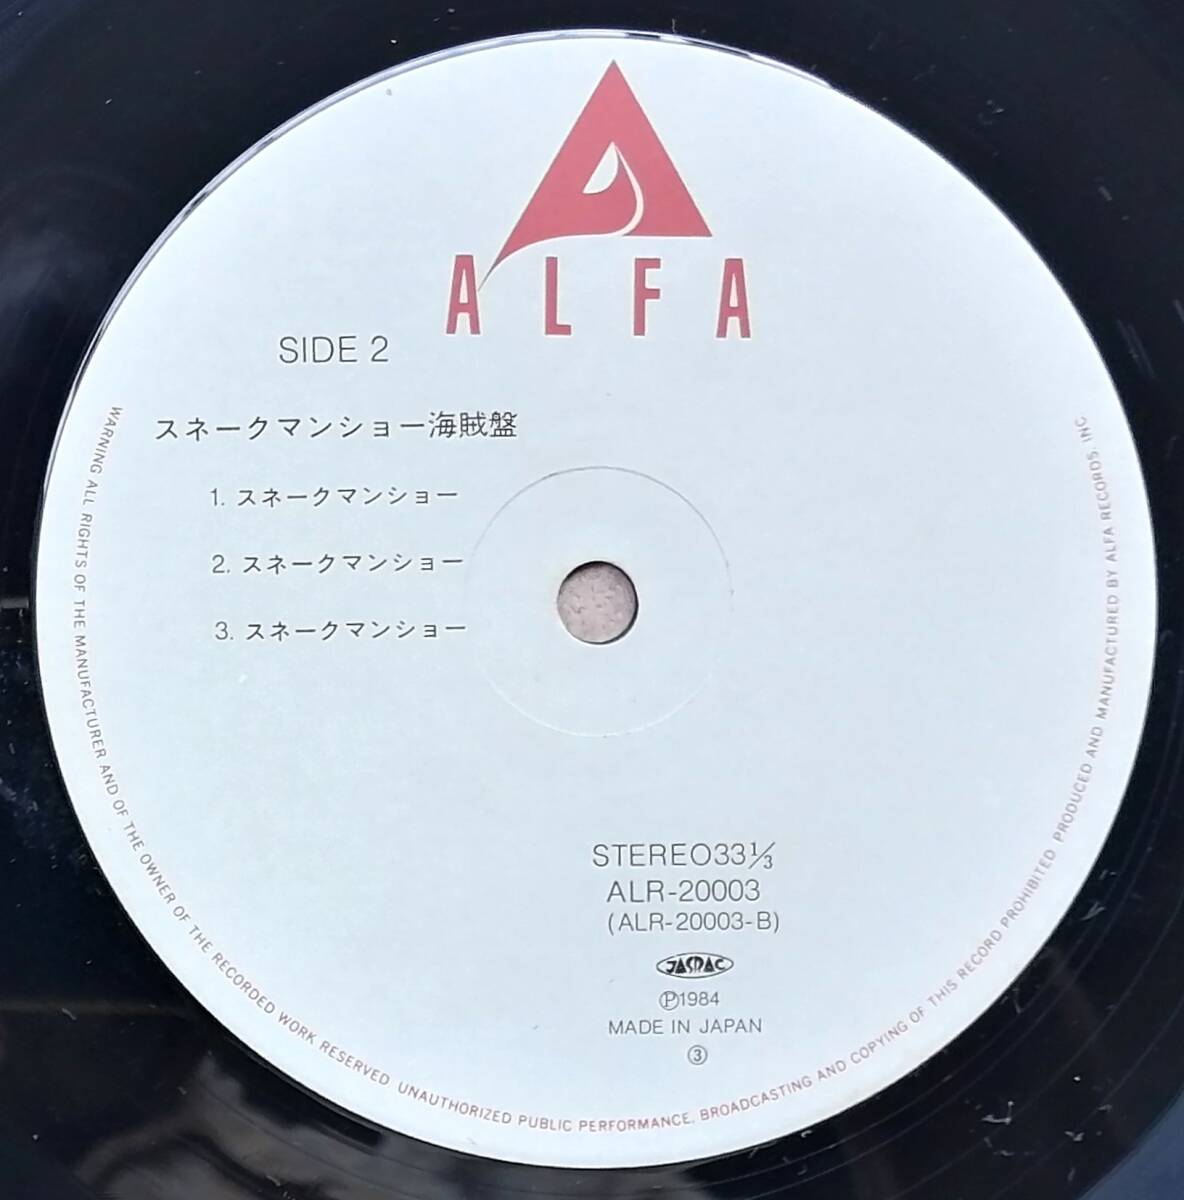 ALFA
SIDE 2
スネークマンショー海賊盤
1. スネークマンショー
2. スネークマンショー
3. スネークマンショー
STEREO33⅓
ALR-20003
(ALR-20003-B)
JASRAC
Ⓟ1984
MADE IN JAPAN
③
WARNING ALL RIGHTS OF THE MANUFACTURER AND OF THE OWNER OF THE RECORDED WORK RESERVED UNAUTHORIZED PUBLIC PERFORMANCE, BROADCASTING AND COPYING OF THIS RECORD PROHIBITED PRODUCED AND MANUFACTURED BY ALFA RECORDS, INC